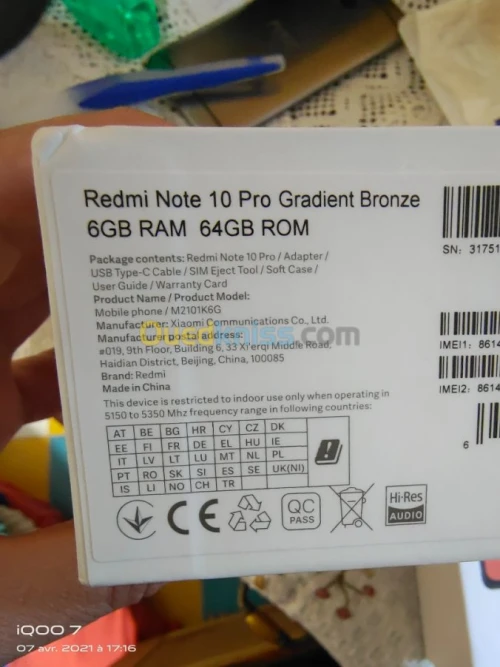 Redmi Note 10 Pro Gradient Bronze
6GB RAM 64GB ROM
Package contents: Redmi Note 10 Pro / Adapter /
USB Type-C Cable / SIM Eject Tool / Soft Case /
User Guide / Warranty Card
Product Name / Product Model:
Mobile phone / M2101K6G
Manufacturer: Xiaomi Communications Co., Ltd.
Manufacturer postal address:
#019, 9th Floor, Building 6, 33 Xi'erqi Middle Road,
Haidian District, Beijing, China, 100085
Brand: Redmi
Made in China
This device is restricted to indoor use only when operating in
5150 to 5350 Mhz frequency range in following countries:
AT BE BG HR CY CZ DK
EE FI FR DE EL HU IE
IT LV LT LU MT NL PL
PT RO SK SI ES SE UK(NI)
IS LI NO CH TR
CE
QC PASS
Hi-Res
AUDIO
SN: 31751
IMEI1: 8614
IMEI2: 8614
6
Ouedkniss.com
iQOO 7
07 avr. 2021 à 17:16